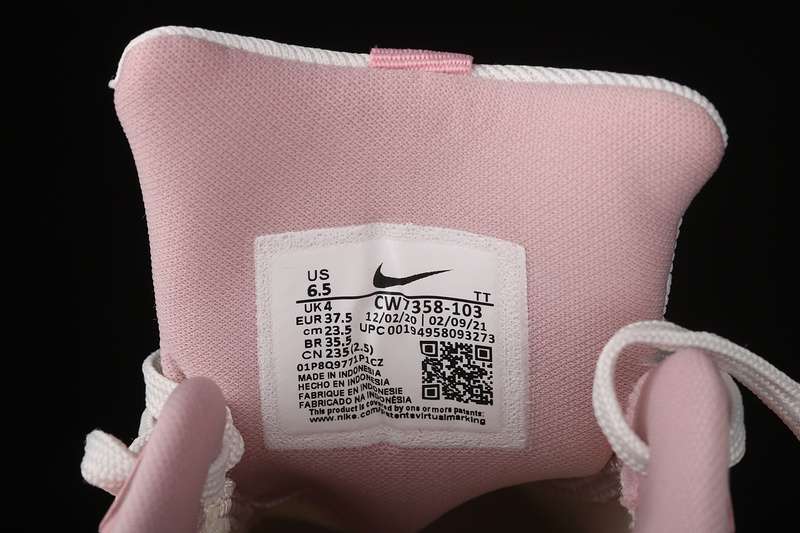 US
6.5
TT
UK 4
CW7358-103
EUR 37.5
12/02/20 | 02/09/21
cm 23.5
UPC 00194958093273
BR 35.5
CN 235(2.5)
01P8Q9771P1CZ
MADE IN INDONESIA
HECHO EN INDONESIA
FABRIQUE EN INDONESIE
FABRICADO NA INDONÉSIA
This product is covered by one or more patents:
www.nike.com/patentsvirtualmarking